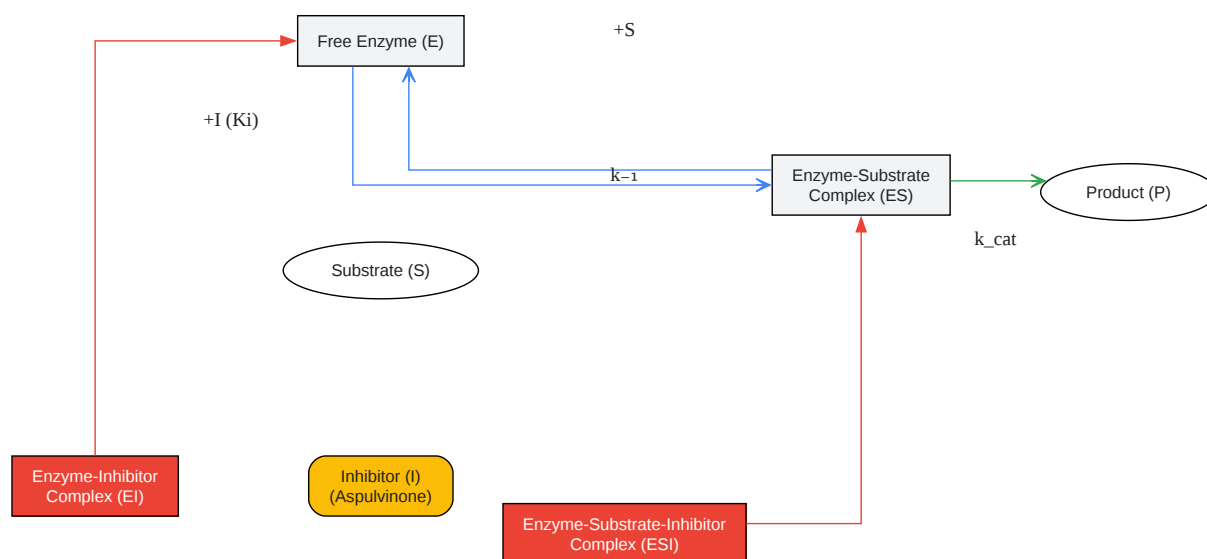 +S
Free Enzyme (E)
+I (Ki)
k₋₁
Enzyme-Substrate
Complex (ES)
Product (P)
k_cat
Substrate (S)
Enzyme-Inhibitor
Complex (EI)
Inhibitor (I)
(Aspulvinone)
Enzyme-Substrate-Inhibitor
Complex (ESI)